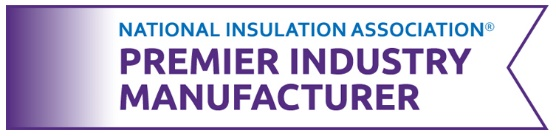 NATIONAL INSULATION ASSOCIATION®
PREMIER INDUSTRY
MANUFACTURER